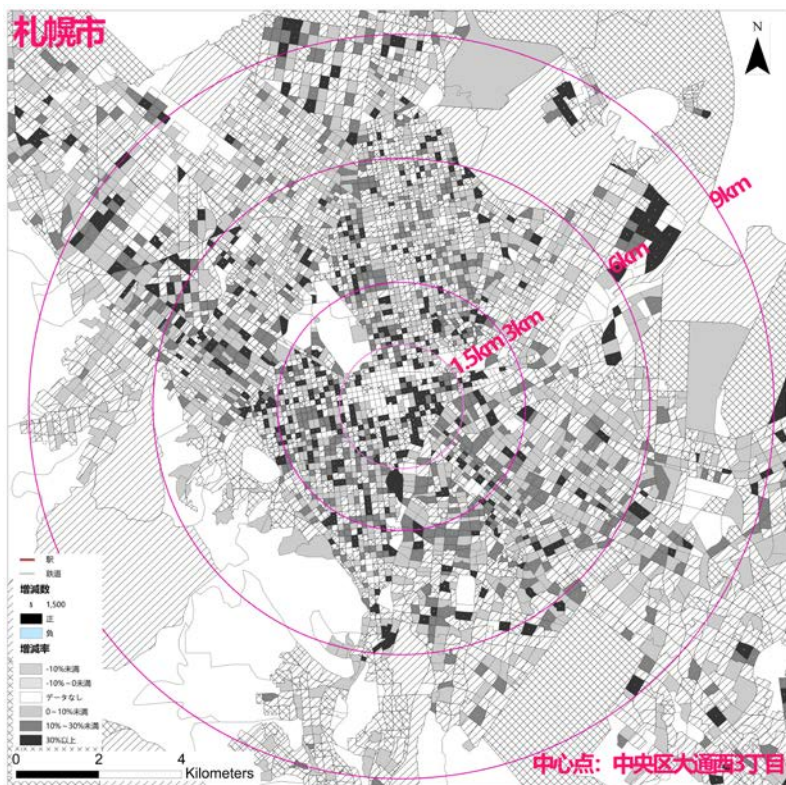 札幌市
N
9km
6km
1.5km 3km
駅
鉄道
増減数
1,500
正
負
増減率
-10%未満
-10%~0未満
データなし
0~10%未満
10%~30%未満
30%以上
0 2 4
Kilometers
中心点：中央区大通西3丁目